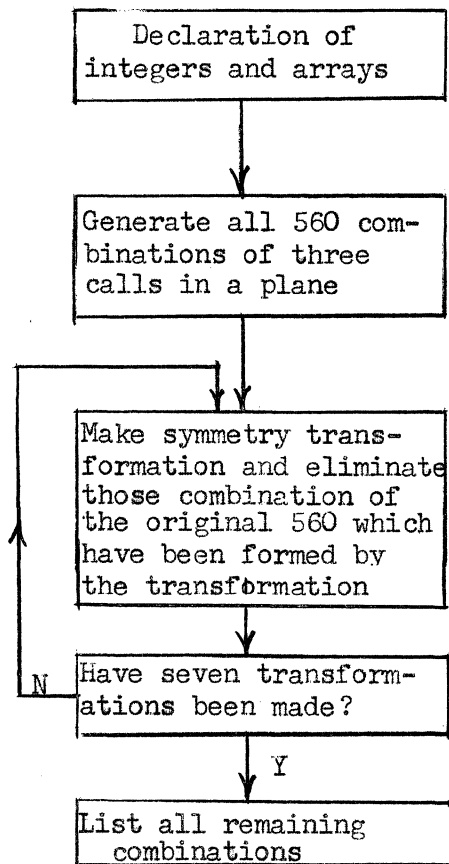 Declaration of
integers and arrays
Generate all 560 com-
binations of three
calls in a plane
Make symmetry trans-
formation and eliminate
those combination of
the original 560 which
have been formed by
the transformation
N
Have seven transform-
ations been made?
Y
List all remaining
combinations